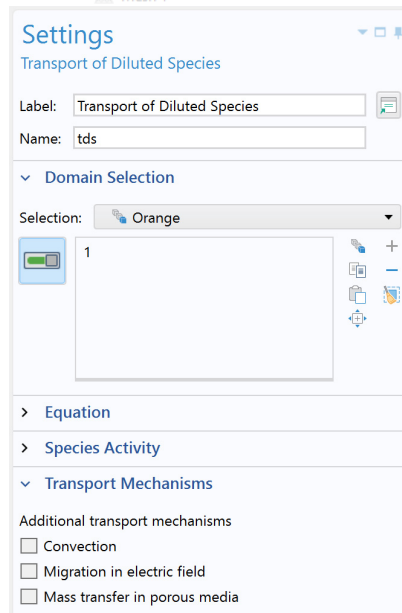 Settings
Transport of Diluted Species
Label: Transport of Diluted Species
Name: tds
Domain Selection
Selection: Orange
1
Equation
Species Activity
Transport Mechanisms
Additional transport mechanisms
Convection
Migration in electric field
Mass transfer in porous media